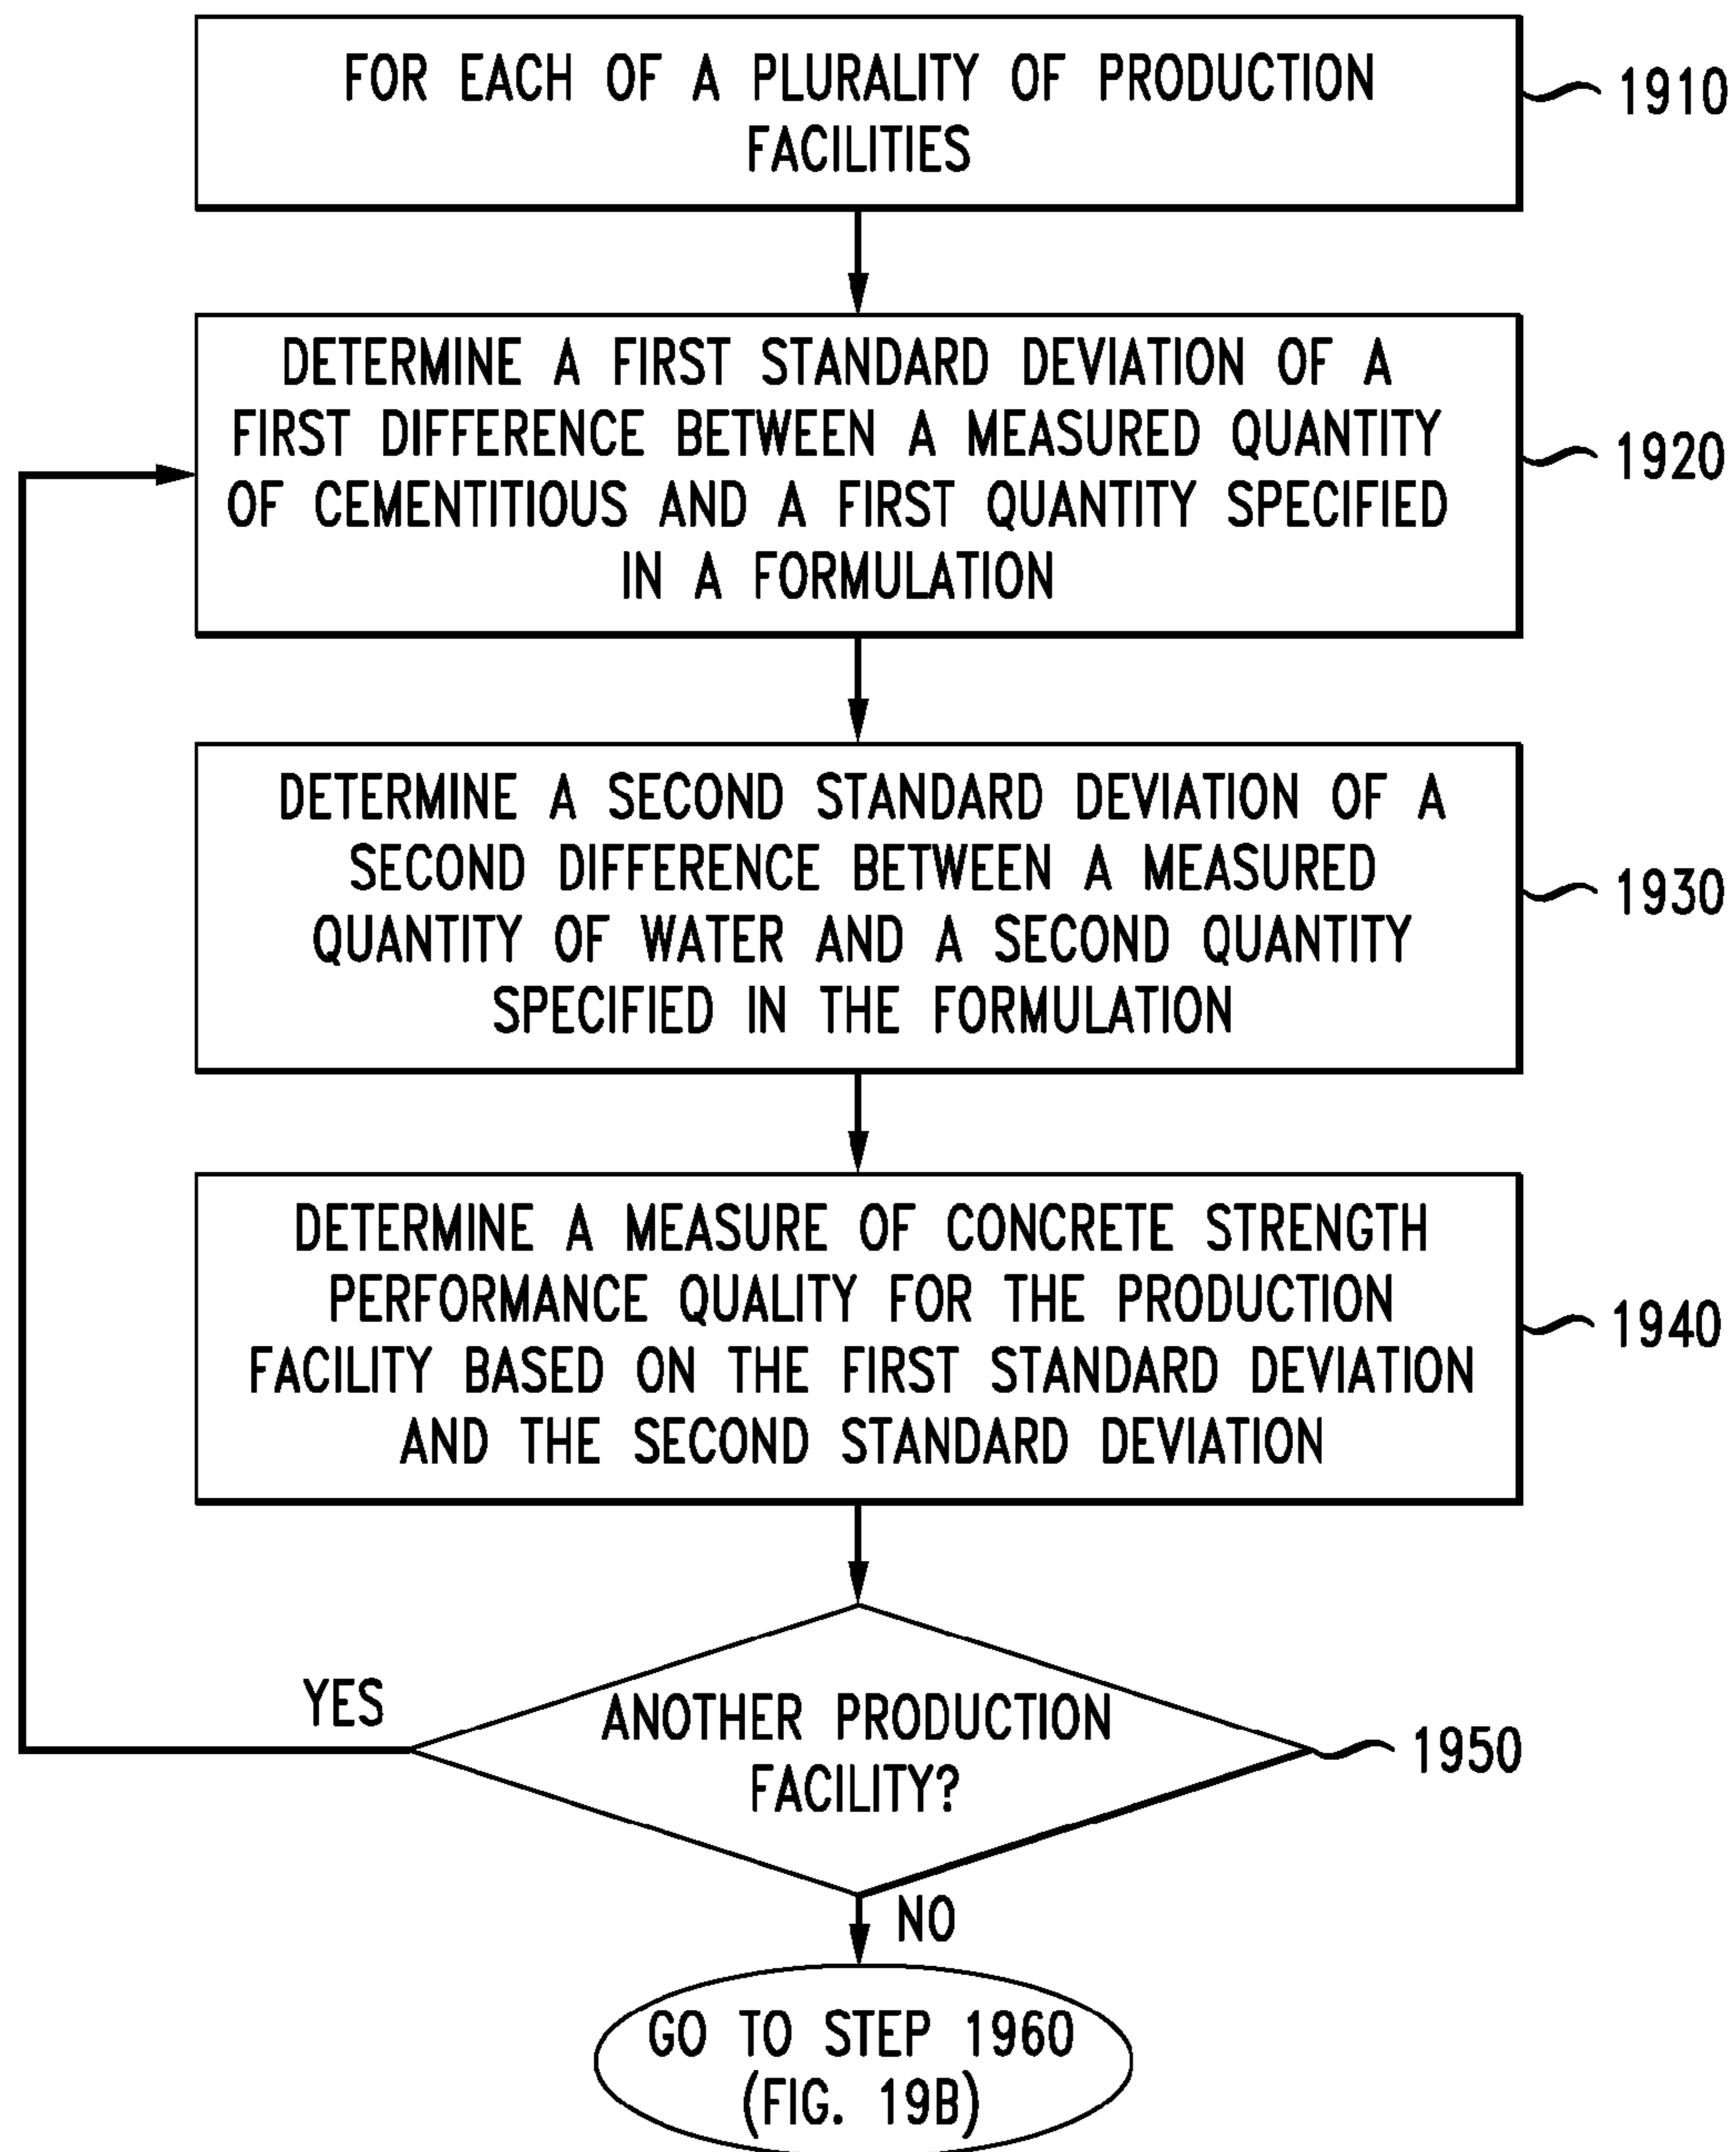 FOR EACH OF A PLURALITY OF PRODUCTION
FACILITIES
1910
DETERMINE A FIRST STANDARD DEVIATION OF A
FIRST DIFFERENCE BETWEEN A MEASURED QUANTITY
OF CEMENTITIOUS AND A FIRST QUANTITY SPECIFIED
IN A FORMULATION
1920
DETERMINE A SECOND STANDARD DEVIATION OF A
SECOND DIFFERENCE BETWEEN A MEASURED
QUANTITY OF WATER AND A SECOND QUANTITY
SPECIFIED IN THE FORMULATION
1930
DETERMINE A MEASURE OF CONCRETE STRENGTH
PERFORMANCE QUALITY FOR THE PRODUCTION
FACILITY BASED ON THE FIRST STANDARD DEVIATION
AND THE SECOND STANDARD DEVIATION
1940
YES
ANOTHER PRODUCTION
FACILITY?
1950
NO
GO TO STEP 1960
(FIG. 19B)